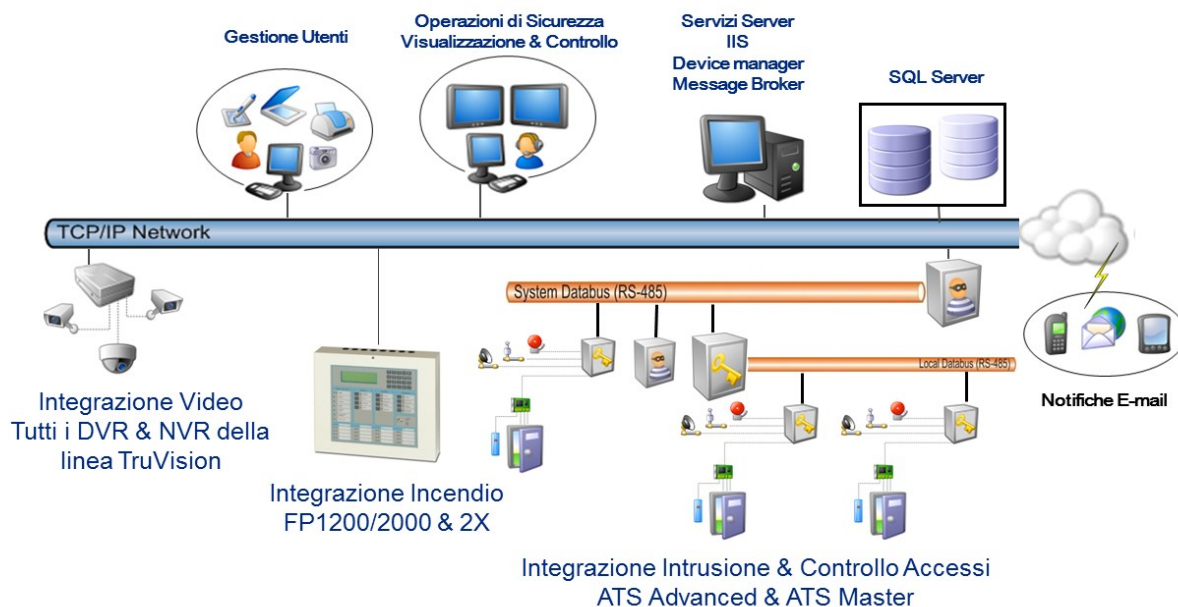 Gestione Utenti
Operazioni di Sicurezza
Visualizzazione & Controllo
Servizi Server
IIS
Device manager
Message Broker
SQL Server
TCP/IP Network
System Databus (RS-485)
Local Databus (RS-485)
Notifiche E-mail
Integrazione Video
Tutti i DVR & NVR della
linea TruVision
Integrazione Incendio
FP1200/2000 & 2X
Integrazione Intrusione & Controllo Accessi
ATS Advanced & ATS Master